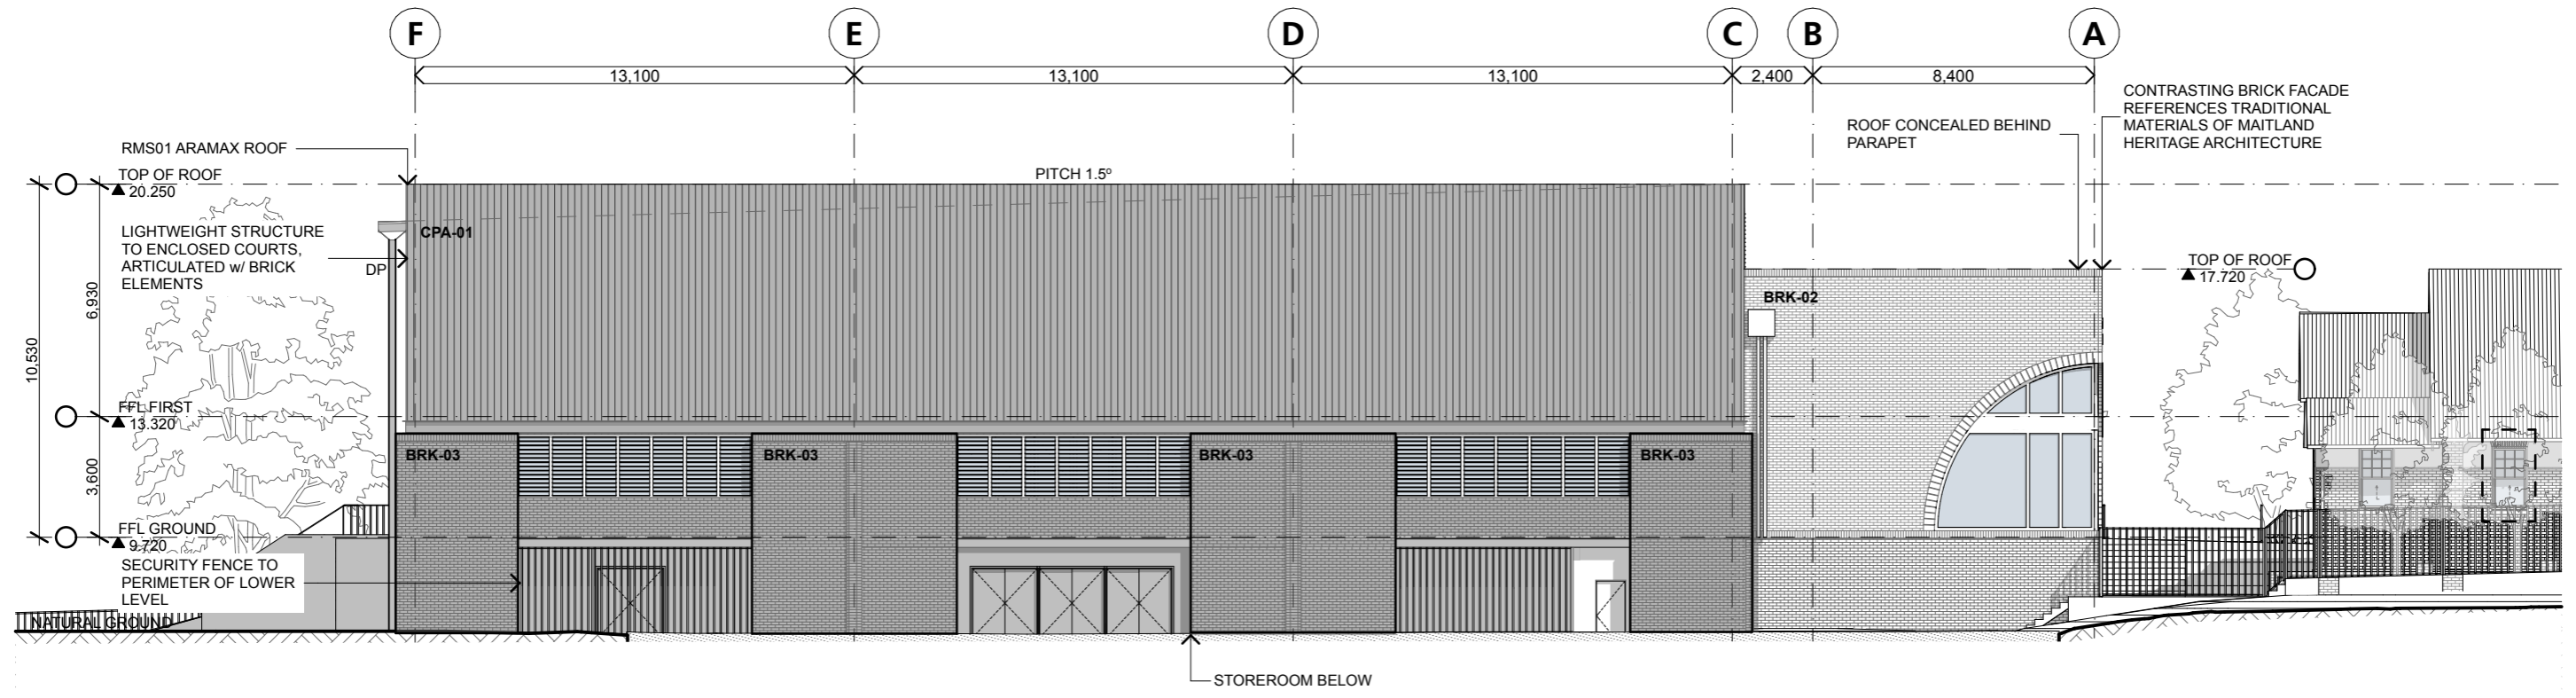 F
E
D
C
B
A
13,100
13,100
13,100
2,400
8,400
CONTRASTING BRICK FACADE
REFERENCES TRADITIONAL
MATERIALS OF MAITLAND
HERITAGE ARCHITECTURE
ROOF CONCEALED BEHIND
PARAPET
RMS01 ARAMAX ROOF
TOP OF ROOF
20.250
PITCH 1.5º
LIGHTWEIGHT STRUCTURE
TO ENCLOSED COURTS,
ARTICULATED w/ BRICK
ELEMENTS
CPA-01
DP
TOP OF ROOF
17.720
BRK-02
10,530
6,930
3,600
FFL FIRST
13.320
BRK-03
BRK-03
BRK-03
BRK-03
FFL GROUND
9.720
SECURITY FENCE TO
PERIMETER OF LOWER
LEVEL
NATURAL GROUND
STOREROOM BELOW